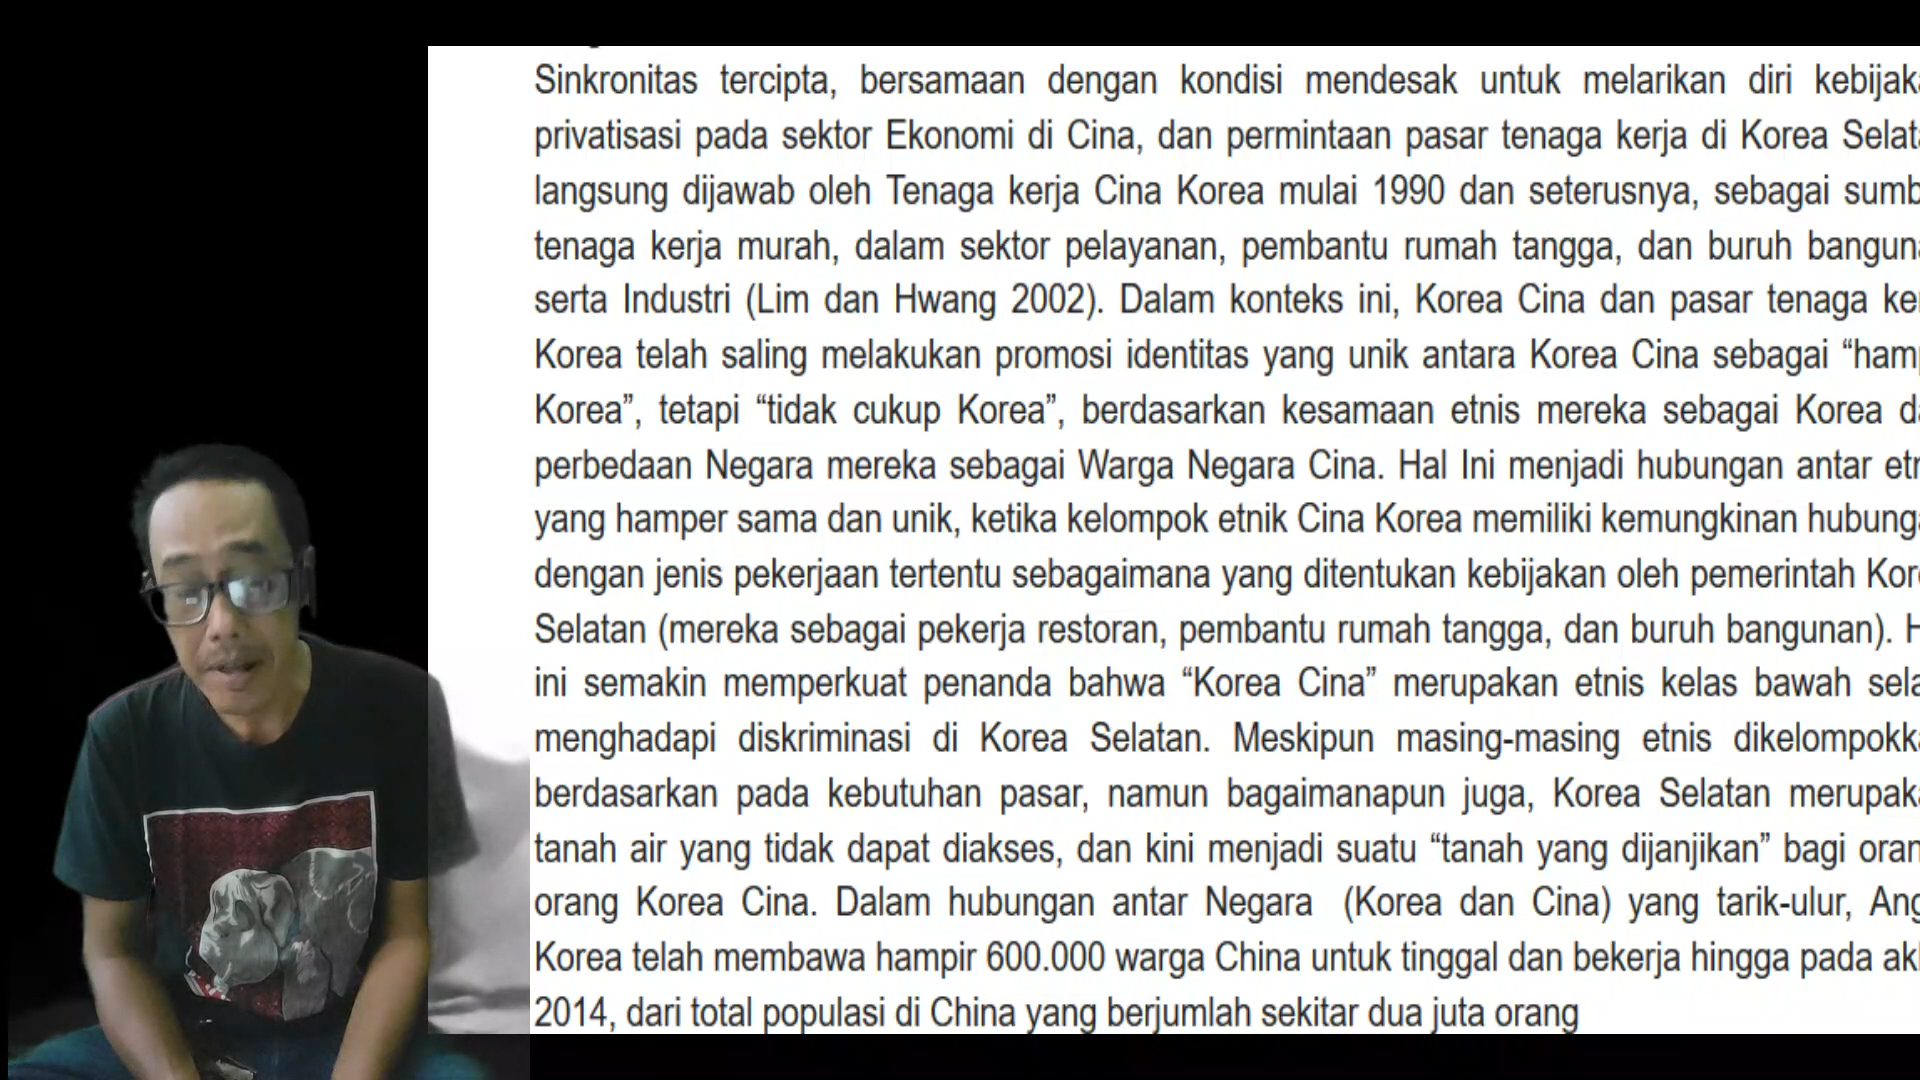 Sinkronitas tercipta, bersamaan dengan kondisi mendesak untuk melarikan diri kebijak
privatisasi pada sektor Ekonomi di Cina, dan permintaan pasar tenaga kerja di Korea Selat
langsung dijawab oleh Tenaga kerja Cina Korea mulai 1990 dan seterusnya, sebagai sumb
tenaga kerja murah, dalam sektor pelayanan, pembantu rumah tangga, dan buruh bangun
serta Industri (Lim dan Hwang 2002). Dalam konteks ini, Korea Cina dan pasar tenaga ke
Korea telah saling melakukan promosi identitas yang unik antara Korea Cina sebagai “ham
Korea”, tetapi “tidak cukup Korea”, berdasarkan kesamaan etnis mereka sebagai Korea d
perbedaan Negara mereka sebagai Warga Negara Cina. Hal Ini menjadi hubungan antar etn
yang hamper sama dan unik, ketika kelompok etnik Cina Korea memiliki kemungkinan hubung
dengan jenis pekerjaan tertentu sebagaimana yang ditentukan kebijakan oleh pemerintah Kor
Selatan (mereka sebagai pekerja restoran, pembantu rumah tangga, dan buruh bangunan). H
ini semakin memperkuat penanda bahwa “Korea Cina” merupakan etnis kelas bawah sela
menghadapi diskriminasi di Korea Selatan. Meskipun masing-masing etnis dikelompokk
berdasarkan pada kebutuhan pasar, namun bagaimanapun juga, Korea Selatan merupak
tanah air yang tidak dapat diakses, dan kini menjadi suatu “tanah yang dijanjikan” bagi oran
orang Korea Cina. Dalam hubungan antar Negara (Korea dan Cina) yang tarik-ulur, Ang
Korea telah membawa hampir 600.000 warga China untuk tinggal dan bekerja hingga pada ak
2014, dari total populasi di China yang berjumlah sekitar dua juta orang